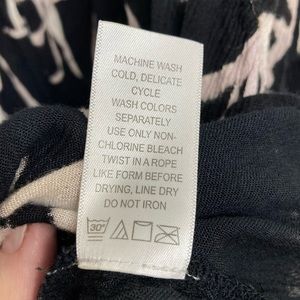 MACHINE WASH
COLD, DELICATE
CYCLE
WASH COLORS
SEPARATELY
USE ONLY NON-
CHLORINE BLEACH
TWIST IN A ROPE
LIKE FORM BEFORE
DRYING, LINE DRY
DO NOT IRON
30°